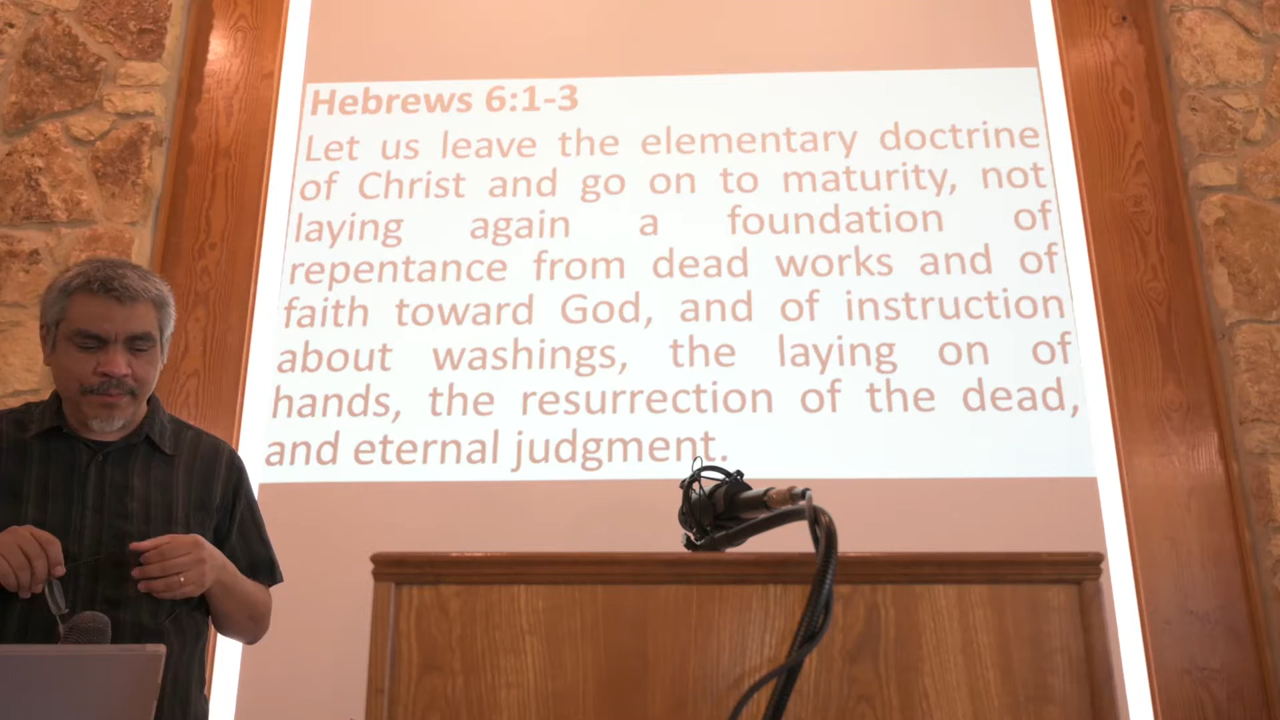 Hebrews 6:1-3
Let us leave the elementary doctrine
of Christ and go on to maturity, not
laying again a foundation of
repentance from dead works and of
faith toward God, and of instruction
about washings, the laying on of
hands, the resurrection of the dead,
and eternal judgment.